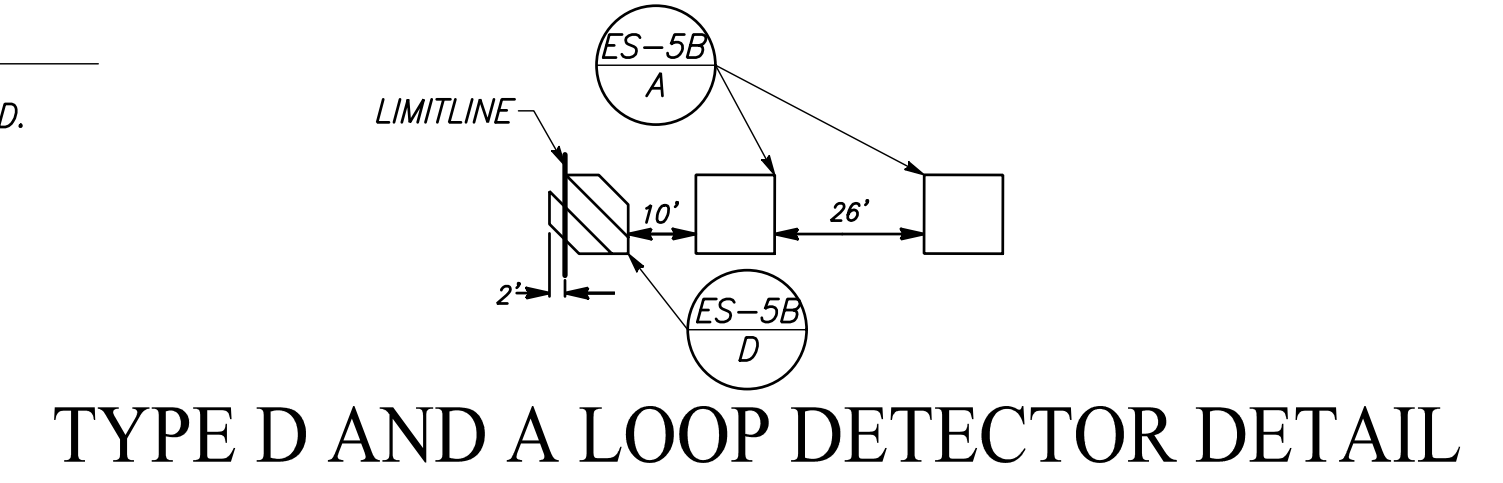 ES-5B
A
D.
LIMITLINE
10'
26'
2'
ES-5B
D
TYPE D AND A LOOP DETECTOR DETAIL